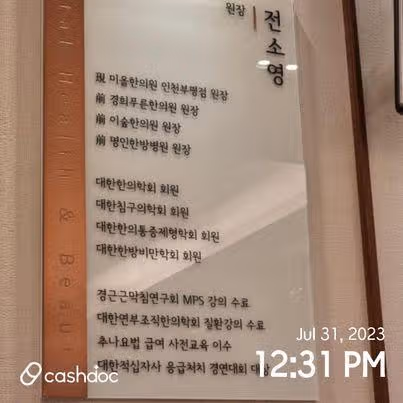 원장 | 전소영
現 미올한의원 인천부평점 원장
前 경희푸른한의원 원장
前 이숲한의원 원장
前 명인한방병원 원장
대한한의학회 회원
대한침구의학회 회원
대한한의통증제형학회 회원
대한한방비만학회 회원
경근근막침연구회 MPS 강의 수료
대한면부조직한의학회 질환강의 수료
추나요법 급여 사전교육 이수
대한적십자사 응급처치 경연대회 대상
Health & Beau
Jul 31, 2023
12:31 PM
cashdoc